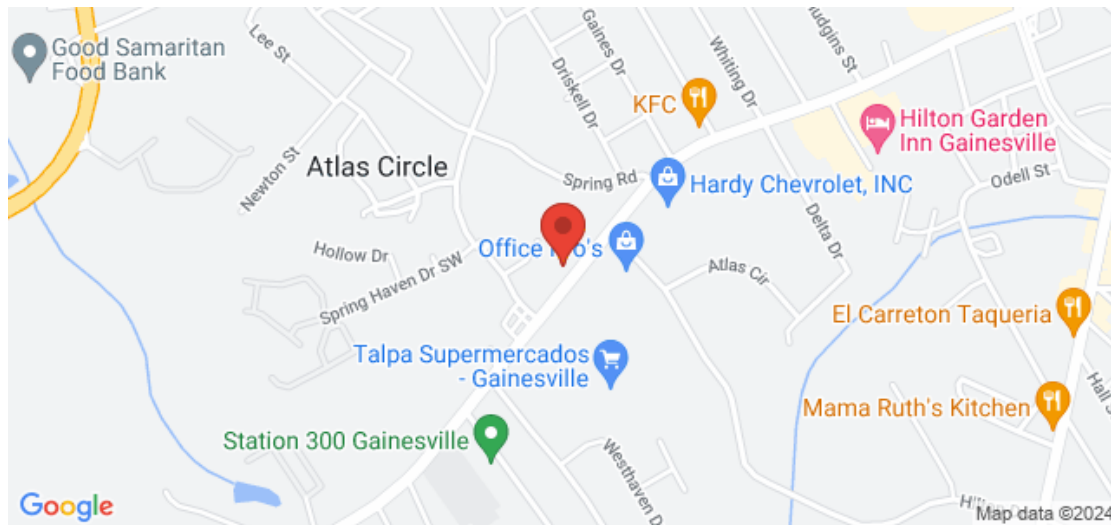 Good Samaritan
Food Bank
Lee St
Gaines Dr
Driskell Dr
Whiting Dr
KFC
Hilton Garden
Inn Gainesville
Newton St
Atlas Circle
Spring Rd
Hardy Chevrolet, INC
Odell St
Hollow Dr
Spring Haven Dr SW
Office
Delta Dr
Atlas Cir
El Carreton Taqueria
Talpa Supermercados
- Gainesville
Mama Ruth's Kitchen
Station 300 Gainesville
Westhaven D
Google
Map data ©2024